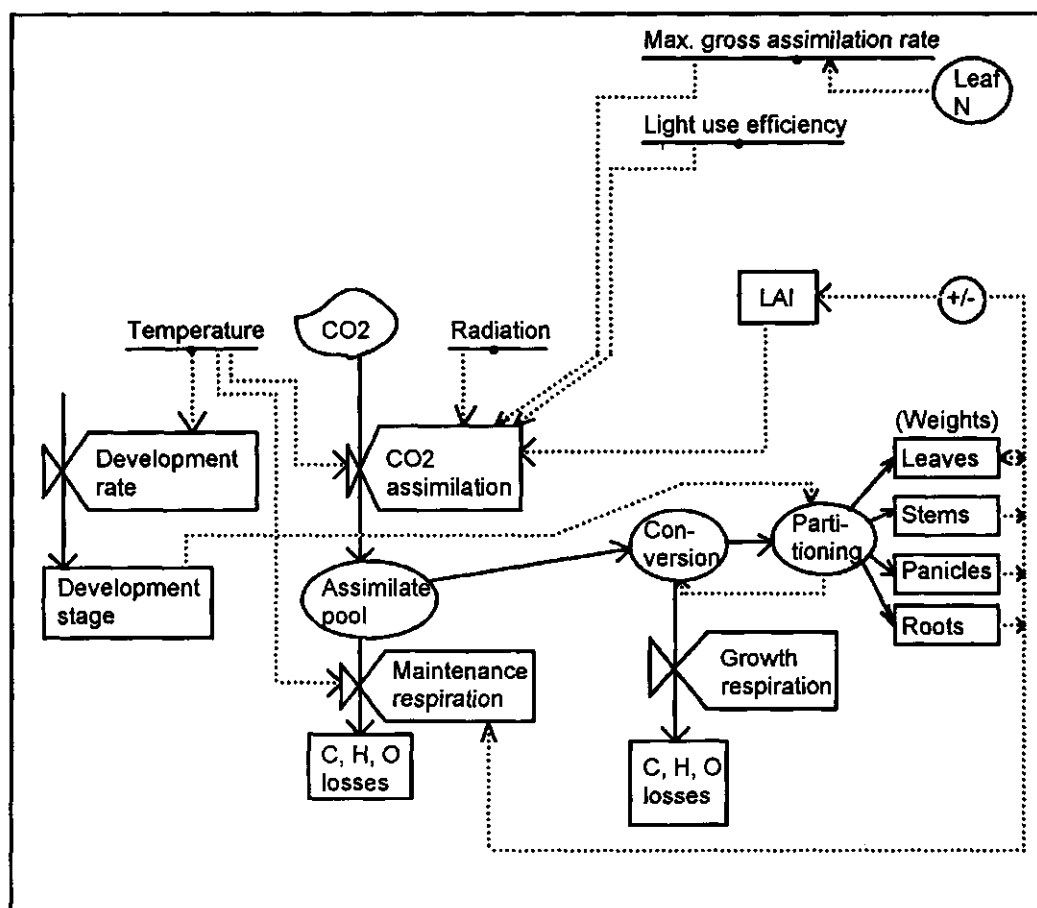 Max. gross assimilation rate
Leaf
N
Light use efficiency
LAI
+/-
Temperature
CO2
Radiation
(Weights)
Development
rate
CO2
assimilation
Leaves
Stems
Con-
version
Parti-
tioning
Panicles
Development
stage
Assimilate
pool
Roots
Maintenance
respiration
Growth
respiration
C, H, O
losses
C, H, O
losses